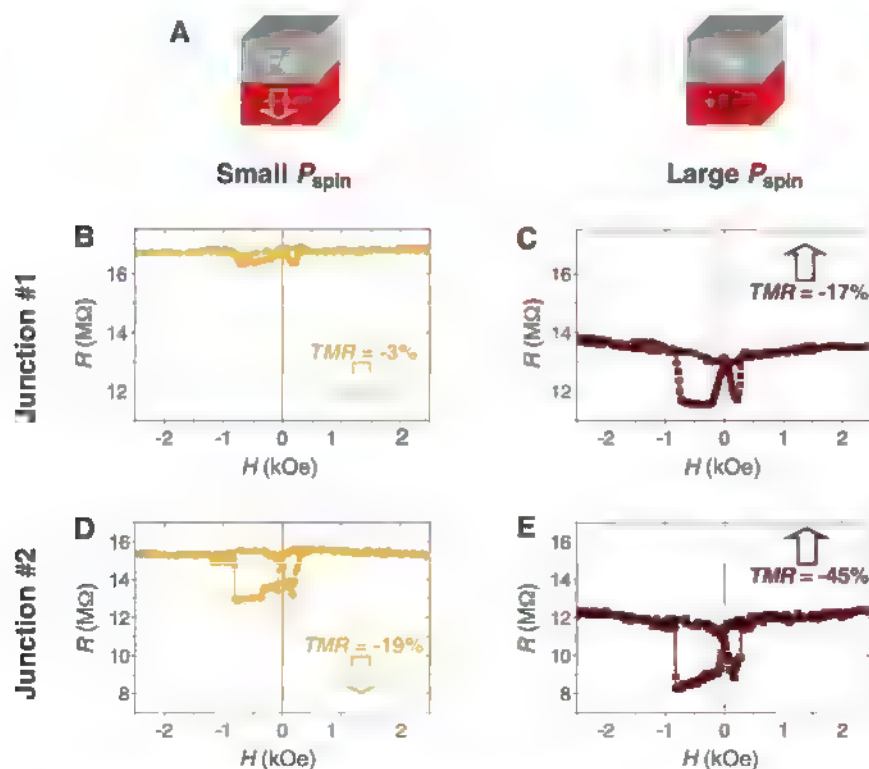 A
Small Pspin
Large Pspin
Junction #1
B
16
14
12
R (MΩ)
TMR = -3%
-2 -1 0 1 2
H (kOe)
C
16
14
12
R (MΩ)
TMR = -17%
-2 -1 0 1 2
H (kOe)
Junction #2
D
16
14
12
10
8
R (MΩ)
TMR = -19%
-2 -1 0 1 2
H (kOe)
E
16
14
12
10
8
R (MΩ)
TMR = -45%
-2 -1 0 1 2
H (kOe)